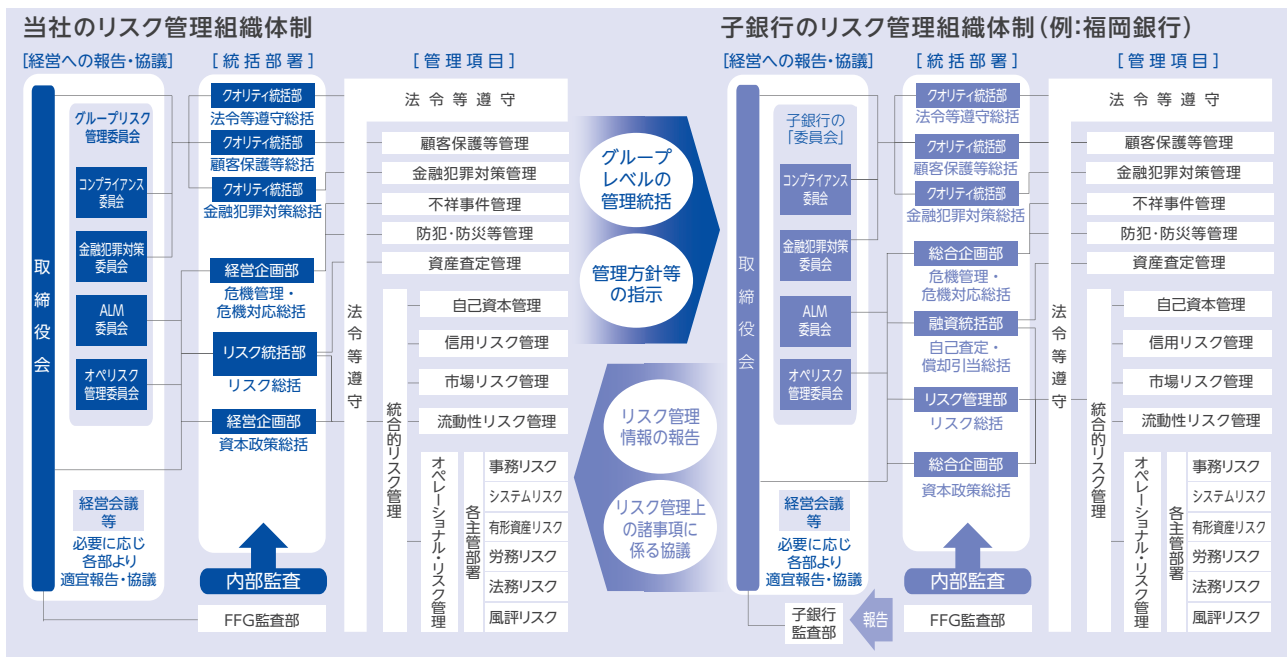 当社のリスク管理組織体制
[経営への報告・協議]
[統括部署]
[管理項目]
取締役会
グループリスク
管理委員会
コンプライアンス
委員会
金融犯罪対策
委員会
ALM
委員会
オペリスク
管理委員会
経営会議
等
必要に応じ
各部より
適宜報告・協議
クオリティ統括部
法令等遵守総括
クオリティ統括部
顧客保護等総括
クオリティ統括部
金融犯罪対策総括
経営企画部
危機管理・
危機対応総括
リスク統括部
リスク総括
経営企画部
資本政策総括
内部監査
FFG監査部
法令等遵守
顧客保護等管理
金融犯罪対策管理
不祥事件管理
防犯・防災等管理
資産査定管理
法令等遵守
統合的リスク管理
自己資本管理
信用リスク管理
市場リスク管理
流動性リスク管理
オペレーショナル・リスク管理
各主管部署
事務リスク
システムリスク
有形資産リスク
労務リスク
法務リスク
風評リスク
グループ
レベルの
管理統括
管理方針等
の指示
リスク管理
情報の報告
リスク管理上
の諸事項に
係る協議
子銀行のリスク管理組織体制(例:福岡銀行)
[経営への報告・協議]
[統括部署]
[管理項目]
取締役会
子銀行の
「委員会」
コンプライアンス
委員会
金融犯罪対策
委員会
ALM
委員会
オペリスク
管理委員会
経営会議
等
必要に応じ
各部より
適宜報告・協議
子銀行
監査部
報告
クオリティ統括部
法令等遵守総括
クオリティ統括部
顧客保護等総括
クオリティ統括部
金融犯罪対策総括
総合企画部
危機管理・
危機対応総括
融資統括部
自己査定・
償却引当総括
リスク管理部
リスク総括
総合企画部
資本政策総括
内部監査
FFG監査部
法令等遵守
顧客保護等管理
金融犯罪対策管理
不祥事件管理
防犯・防災等管理
資産査定管理
法令等遵守
統合的リスク管理
自己資本管理
信用リスク管理
市場リスク管理
流動性リスク管理
オペレーショナル・リスク管理
各主管部署
事務リスク
システムリスク
有形資産リスク
労務リスク
法務リスク
風評リスク